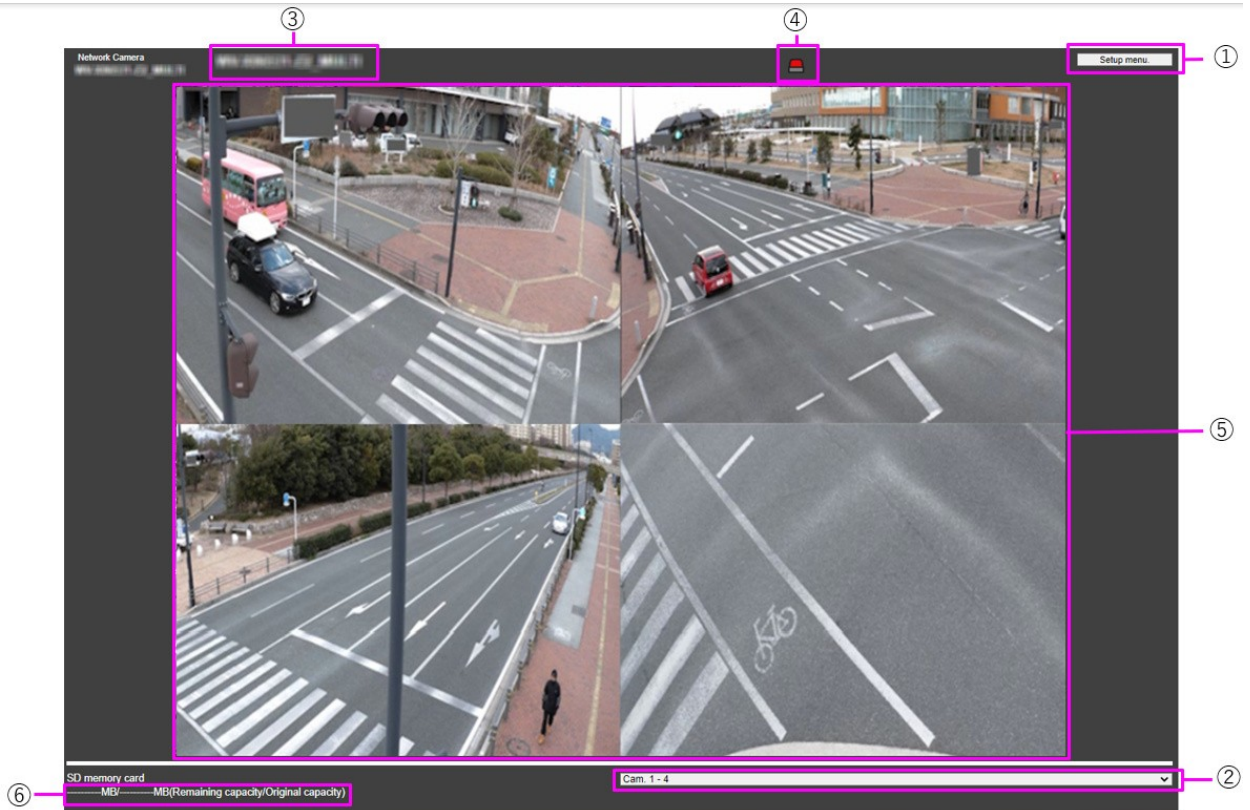 ③
④
①
Network Camera
Setup menu.
⑤
SD memory card
Cam. 1 - 4
②
⑥
------------MB/------------MB(Remaining capacity/Original capacity)